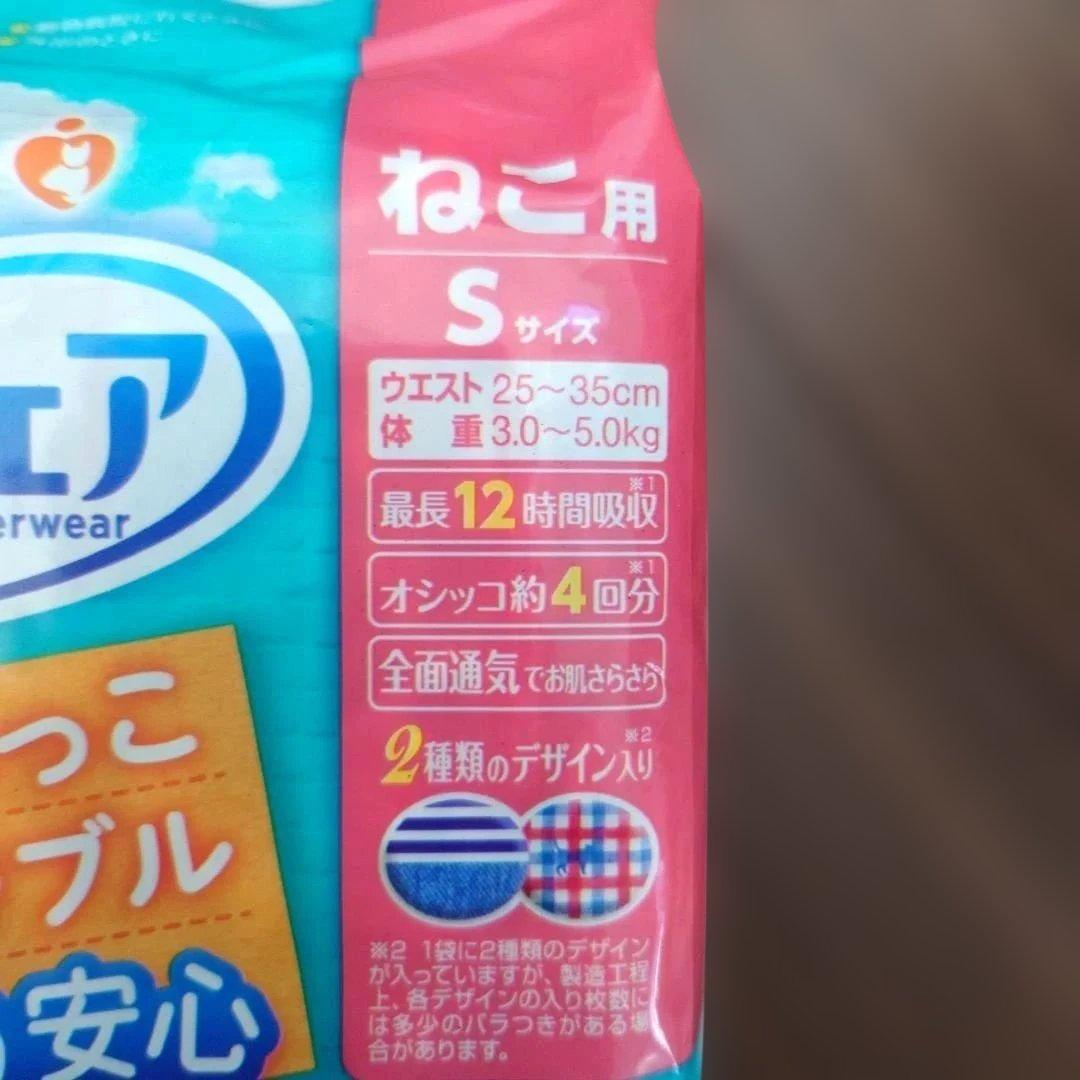 ねこ用
Sサイズ
ウエスト 25〜35cm
体 重 3.0〜5.0kg
最長12時間吸収※1
オシッコ約4回分※1
全面通気でお肌さらさら
2種類のデザイン入り※2
※2 1袋に2種類のデザイン
が入っていますが、製造工程
上、各デザインの入り枚数に
は多少のバラつきがある場
合があります。
ェア
erwear
っこ
ブル
安心